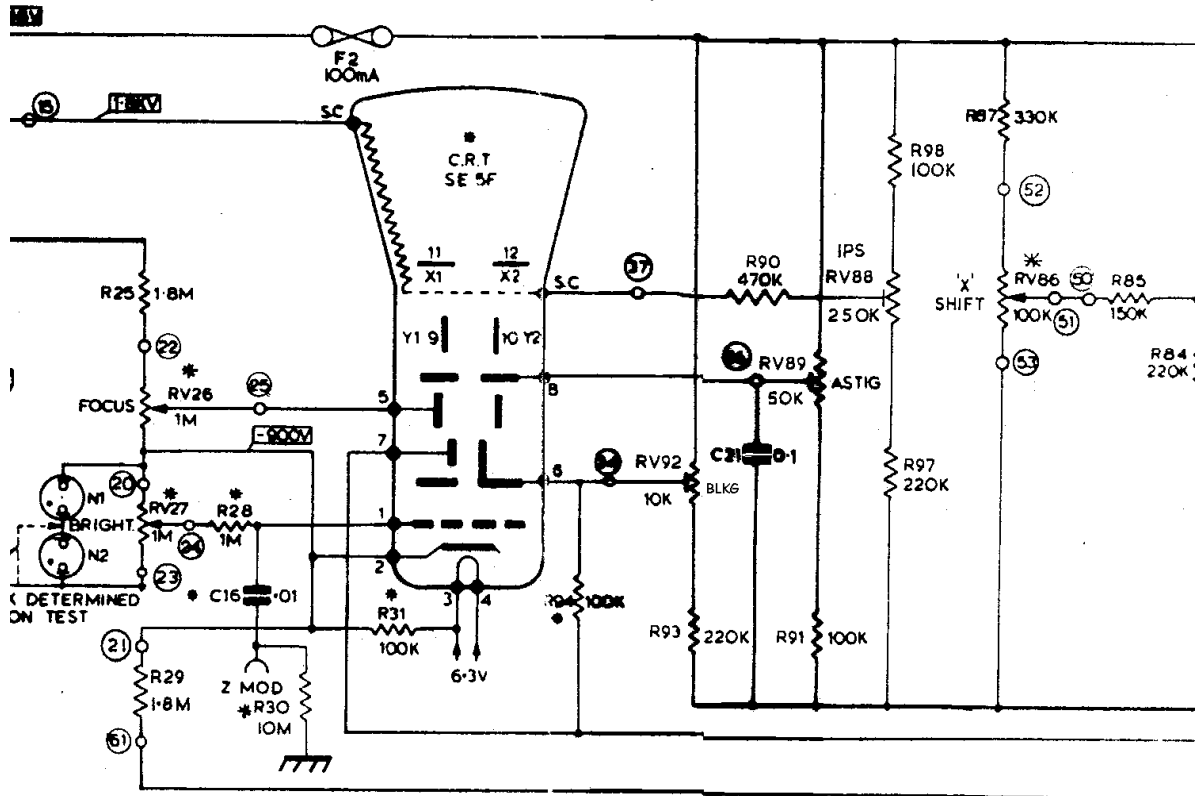 F2
100mA
15
S.C
C.R.T
SE 5F
R87
330K
R98
100K
52
11
X1
12
X2
S.C
37
R90
470K
IPS
RV88
250K
'X'
SHIFT
RV86
100K
50
51
R85
150K
R25
1·8M
22
Y1 9
10 Y2
36
RV89
50K
ASTIG
53
R84
220K
FOCUS
RV26
1M
25
5
8
-900V
7
C21
0·1
20
N1
RV27
1M
BRIGHT.
R28
1M
24
1
6
34
RV92
10K
BLKG
R97
220K
N2
23
2
DETERMINED
ON TEST
C16
·01
3
4
R31
100K
R94
100K
R93
220K
R91
100K
21
R29
1·8M
Z MOD
R30
10M
6·3V
61